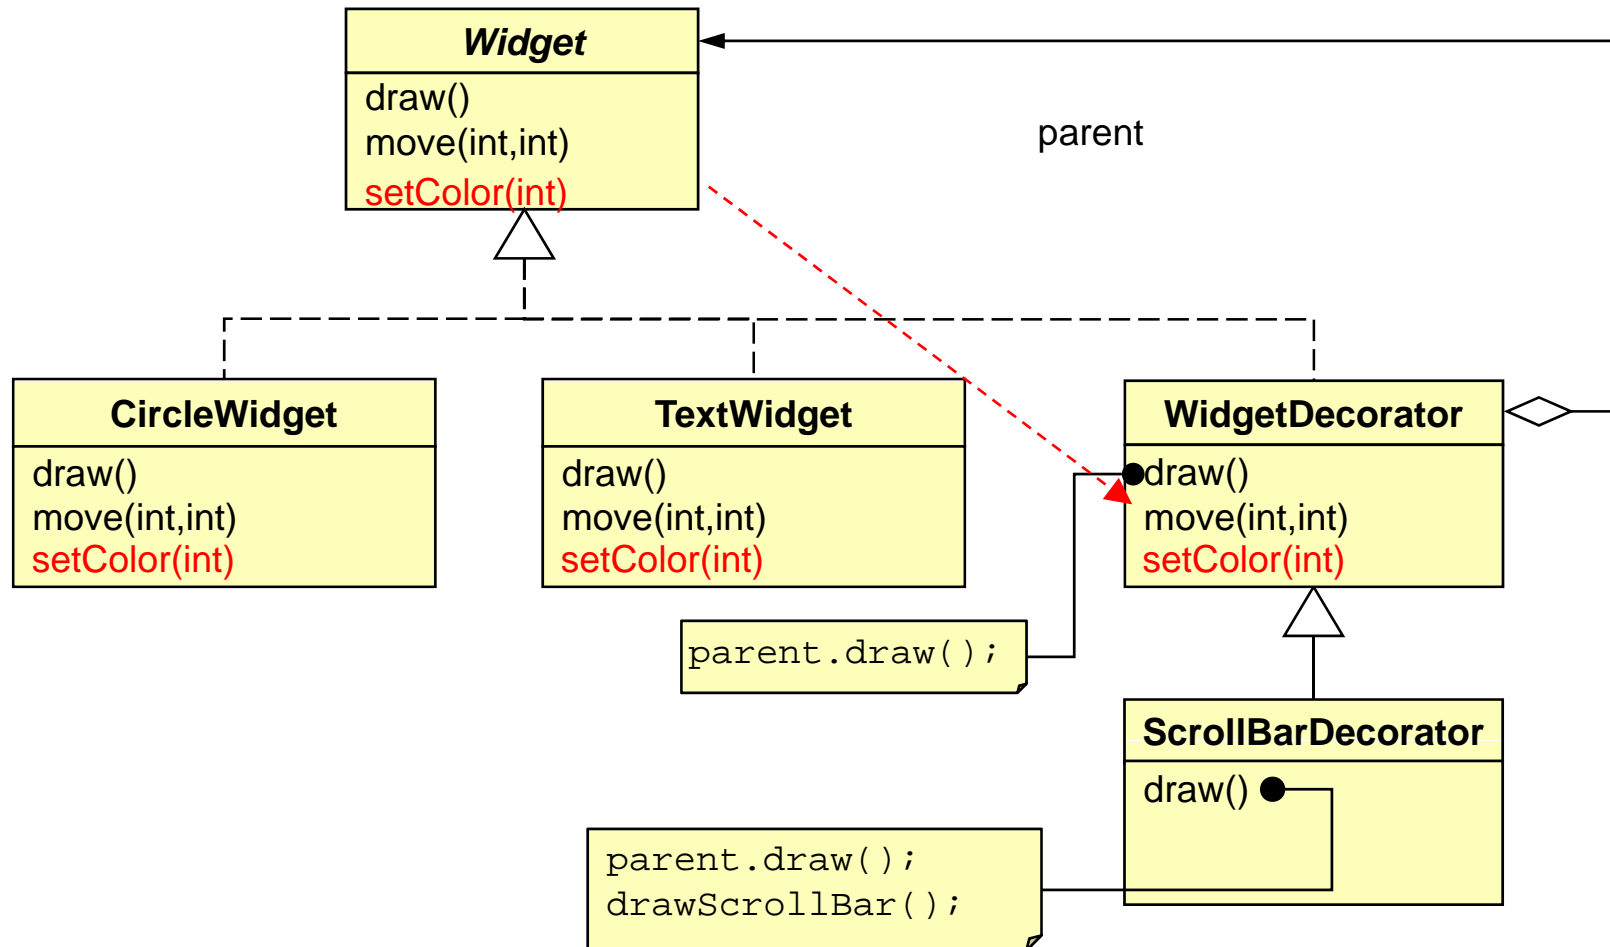 Widget
draw()
move(int,int)
setColor(int)
parent
CircleWidget
draw()
move(int,int)
setColor(int)
TextWidget
draw()
move(int,int)
setColor(int)
WidgetDecorator
draw()
move(int,int)
setColor(int)
parent.draw();
ScrollBarDecorator
draw()
parent.draw();
drawScrollBar();